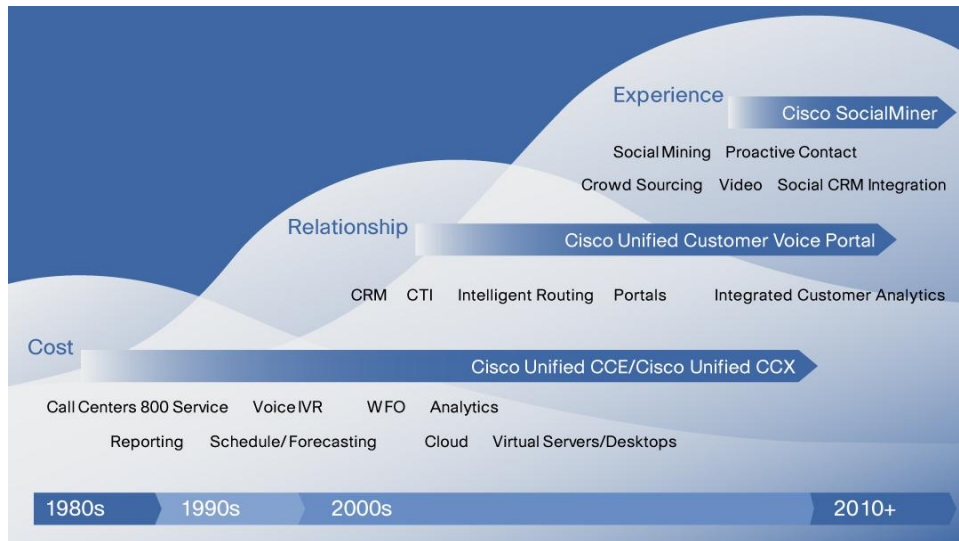 Experience
Cisco SocialMiner
Social Mining Proactive Contact
Crowd Sourcing Video Social CRM Integration
Relationship
Cisco Unified Customer Voice Portal
CRM CTI Intelligent Routing Portals Integrated Customer Analytics
Cost
Cisco Unified CCE/Cisco Unified CCX
Call Centers 800 Service Voice IVR WFO Analytics
Reporting Schedule/Forecasting Cloud Virtual Servers/Desktops
1980s 1990s 2000s 2010+